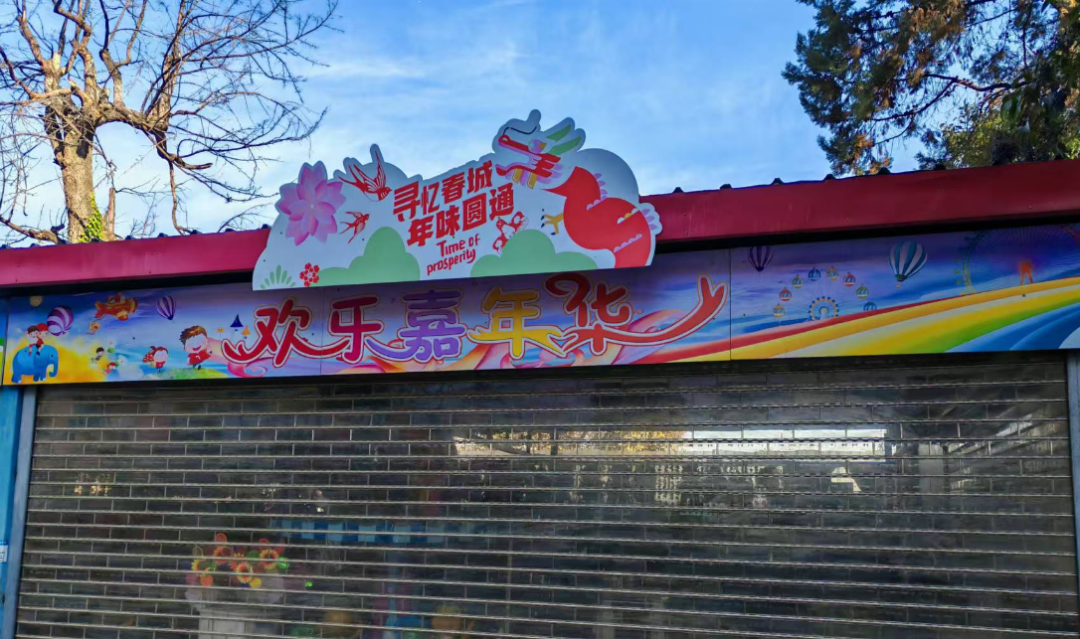 寻忆春城
年味圆通
Time of
prosperity
欢乐嘉年华